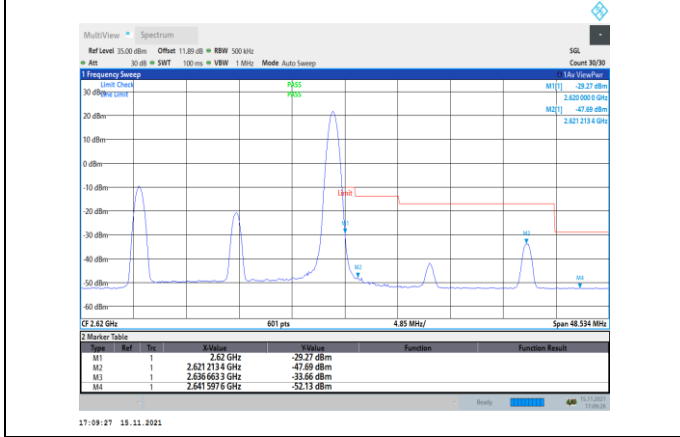 MultiView Spectrum
Ref Level 35.00 dBm Offset 11.89 dB RBW 500 kHz SGL
Att 30 dB SWT 100 ms VBW 1 MHz Mode Auto Sweep Count 30/30
1 Frequency Sweep 1Av ViewPwr
Limit Check PASS M1[1] -29.27 dBm
30 dBm Line Limit PASS 2.620 000 0 GHz
M2[1] -47.69 dBm
20 dBm 2.621 213 4 GHz
10 dBm
0 dBm
-10 dBm
Limit
-20 dBm
M1
-30 dBm M3
-40 dBm
M2
M4
-50 dBm
-60 dBm
CF 2.62 GHz 601 pts 4.85 MHz/ Span 48.534 MHz
2 Marker Table
Type Ref Trc X-Value Y-Value Function Function Result
M1 1 2.62 GHz -29.27 dBm
M2 1 2.621 213 4 GHz -47.69 dBm
M3 1 2.636 663 3 GHz -33.66 dBm
M4 1 2.641 597 6 GHz -52.13 dBm
Ready 15.11.2021
17:09:26
17:09:27 15.11.2021